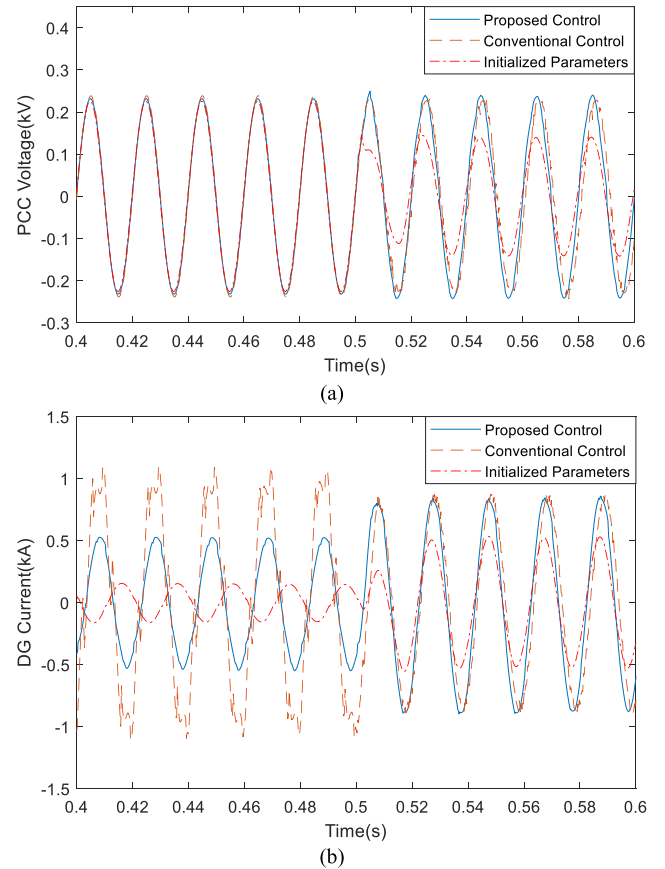 Proposed Control
Conventional Control
Initialized Parameters
PCC Voltage(kV)
0.4
0.3
0.2
0.1
0
-0.1
-0.2
-0.3
0.4 0.42 0.44 0.46 0.48 0.5 0.52 0.54 0.56 0.58 0.6
Time(s)
(a)
Proposed Control
Conventional Control
Initialized Parameters
DG Current(kA)
1.5
1
0.5
0
-0.5
-1
-1.5
0.4 0.42 0.44 0.46 0.48 0.5 0.52 0.54 0.56 0.58 0.6
Time(s)
(b)